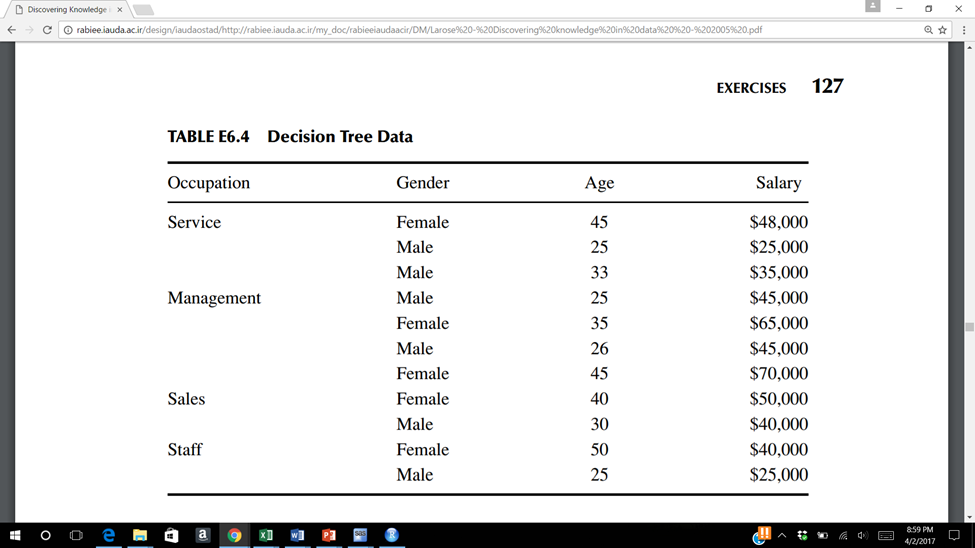 Discovering Knowledge
rabiee.iauda.ac.ir/design/iaudaostad/http://rabiee.iauda.ac.ir/my_doc/rabieeiaudaacir/DM/Larose%20-%20Discovering%20knowledge%20in%20data%20%20-%202005%20.pdf
EXERCISES 127
TABLE E6.4 Decision Tree Data
Occupation Gender Age Salary
Service Female 45 $48,000
Male 25 $25,000
Male 33 $35,000
Management Male 25 $45,000
Female 35 $65,000
Male 26 $45,000
Female 45 $70,000
Sales Female 40 $50,000
Male 30 $40,000
Staff Female 50 $40,000
Male 25 $25,000
8:59 PM
4/2/2017